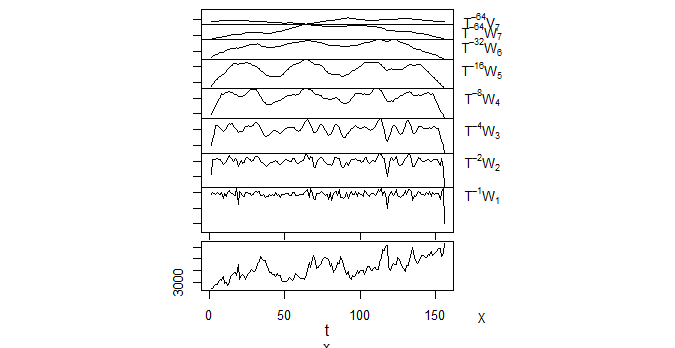 T⁻⁶⁴V₇
T⁻⁶⁴W₇
T⁻³²W₆
T⁻¹⁶W₅
T⁻⁸W₄
T⁻⁴W₃
T⁻²W₂
T⁻¹W₁
3000
0 50 100 150 X
t
X